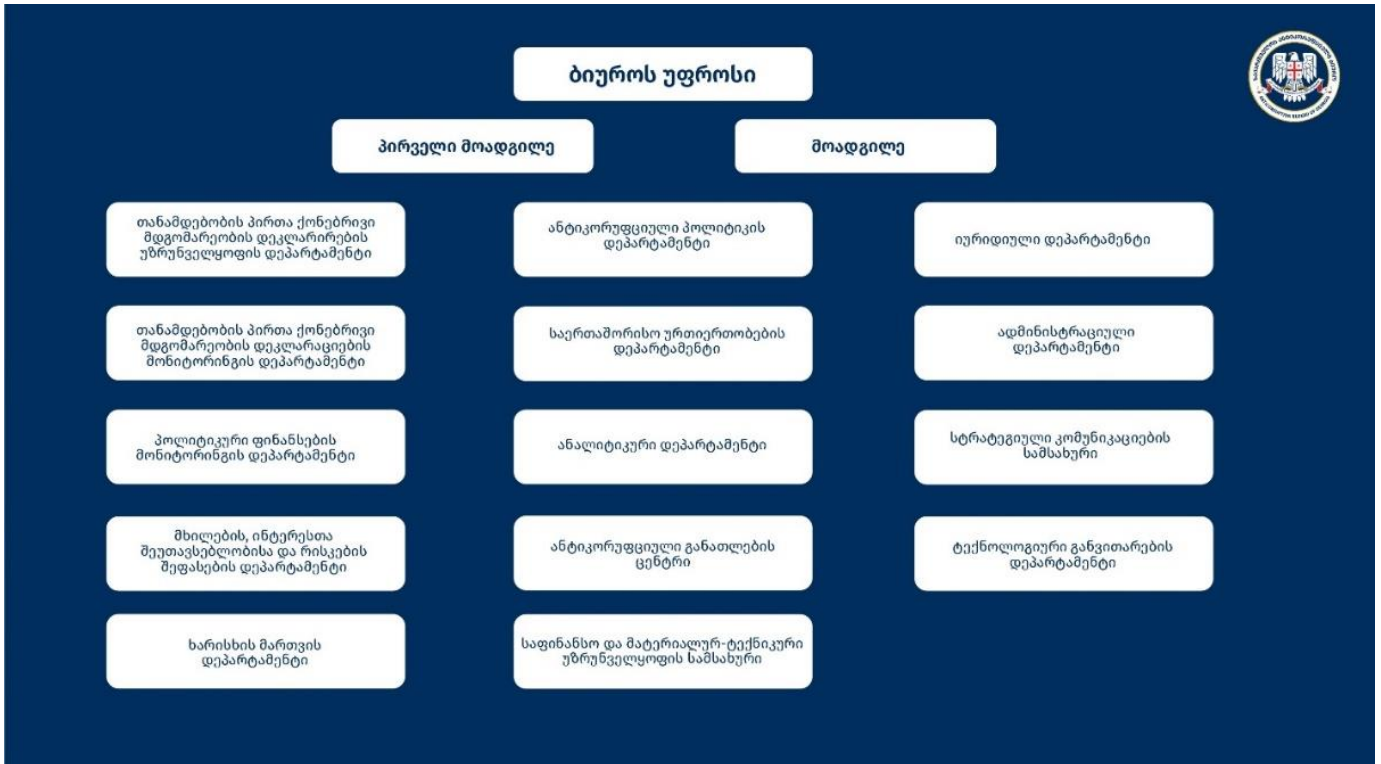 ბიუროს უფროსი
პირველი მოადგილე
მოადგილე
თანამდებობის პირთა ქონებრივი
მდგომარეობის დეკლარირების
უზრუნველყოფის დეპარტამენტი
ანტიკორუფციული პოლიტიკის
დეპარტამენტი
იურიდიული დეპარტამენტი
თანამდებობის პირთა ქონებრივი
მდგომარეობის დეკლარაციების
მონიტორინგის დეპარტამენტი
საერთაშორისო ურთიერთობების
დეპარტამენტი
ადმინისტრაციული
დეპარტამენტი
პოლიტიკური ფინანსების
მონიტორინგის დეპარტამენტი
ანალიტიკური დეპარტამენტი
სტრატეგიული კომუნიკაციების
სამსახური
მხილების, ინტერესთა
შეუთავსებლობისა და რისკების
შეფასების დეპარტამენტი
ანტიკორუფციული განათლების
ცენტრი
ტექნოლოგიური განვითარების
დეპარტამენტი
ხარისხის მართვის
დეპარტამენტი
საფინანსო და მატერიალურ-ტექნიკური
უზრუნველყოფის სამსახური